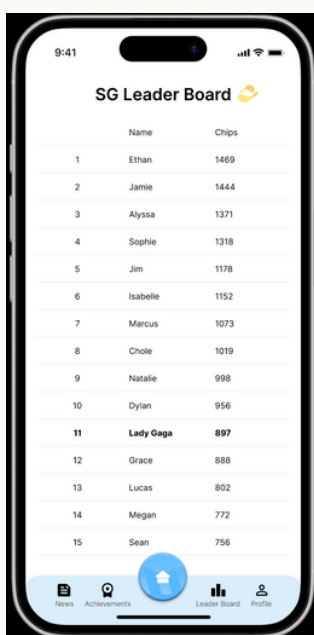 9:41
SG Leader Board
Name Chips
1 Ethan 1469
2 Jamie 1444
3 Alyssa 1371
4 Sophie 1318
5 Jim 1178
6 Isabelle 1152
7 Marcus 1073
8 Chole 1019
9 Natalie 998
10 Dylan 956
11 Lady Gaga 897
12 Grace 888
13 Lucas 802
14 Megan 772
15 Sean 756
News Achievements Leader Board Profile